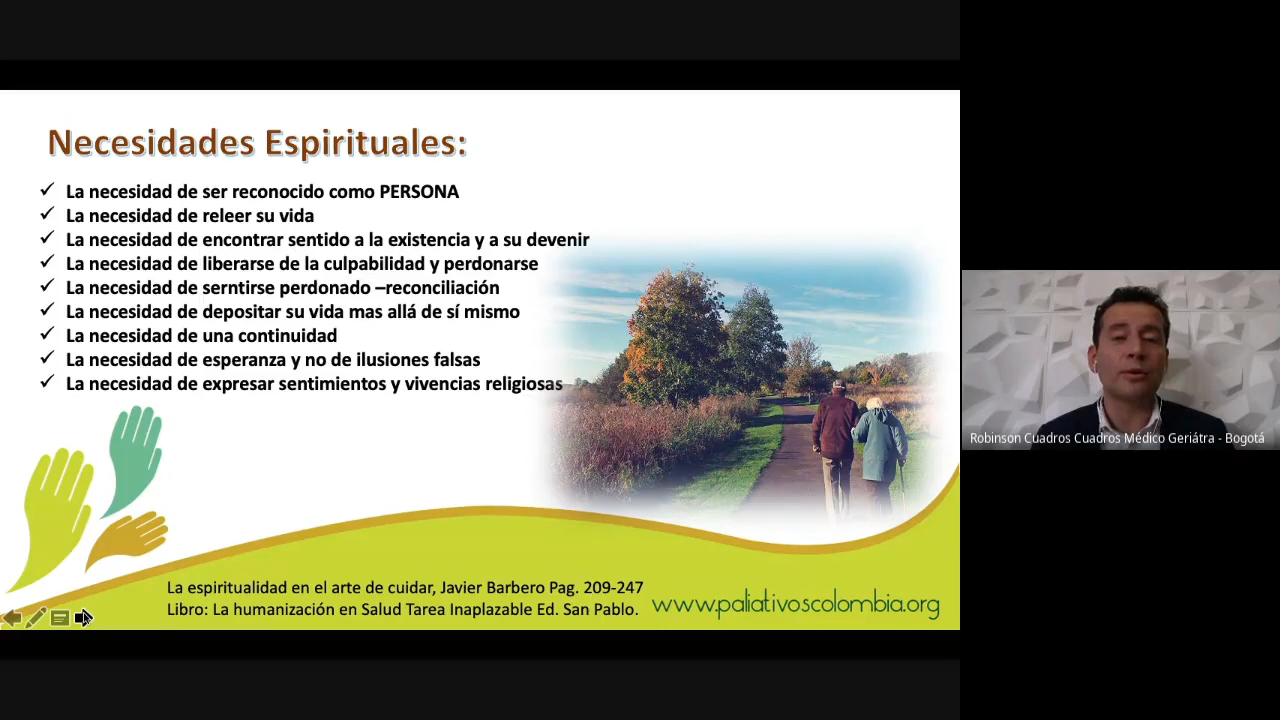 Necesidades Espirituales:
La necesidad de ser reconocido como PERSONA
La necesidad de releer su vida
La necesidad de encontrar sentido a la existencia y a su devenir
La necesidad de liberarse de la culpabilidad y perdonarse
La necesidad de serntirse perdonado –reconciliación
La necesidad de depositar su vida mas allá de sí mismo
La necesidad de una continuidad
La necesidad de esperanza y no de ilusiones falsas
La necesidad de expresar sentimientos y vivencias religiosas
La espiritualidad en el arte de cuidar, Javier Barbero Pag. 209-247
Libro: La humanización en Salud Tarea Inaplazable Ed. San Pablo.
www.paliativoscolombia.org
Robinson Cuadros Cuadros Médico Geriátra - Bogotá